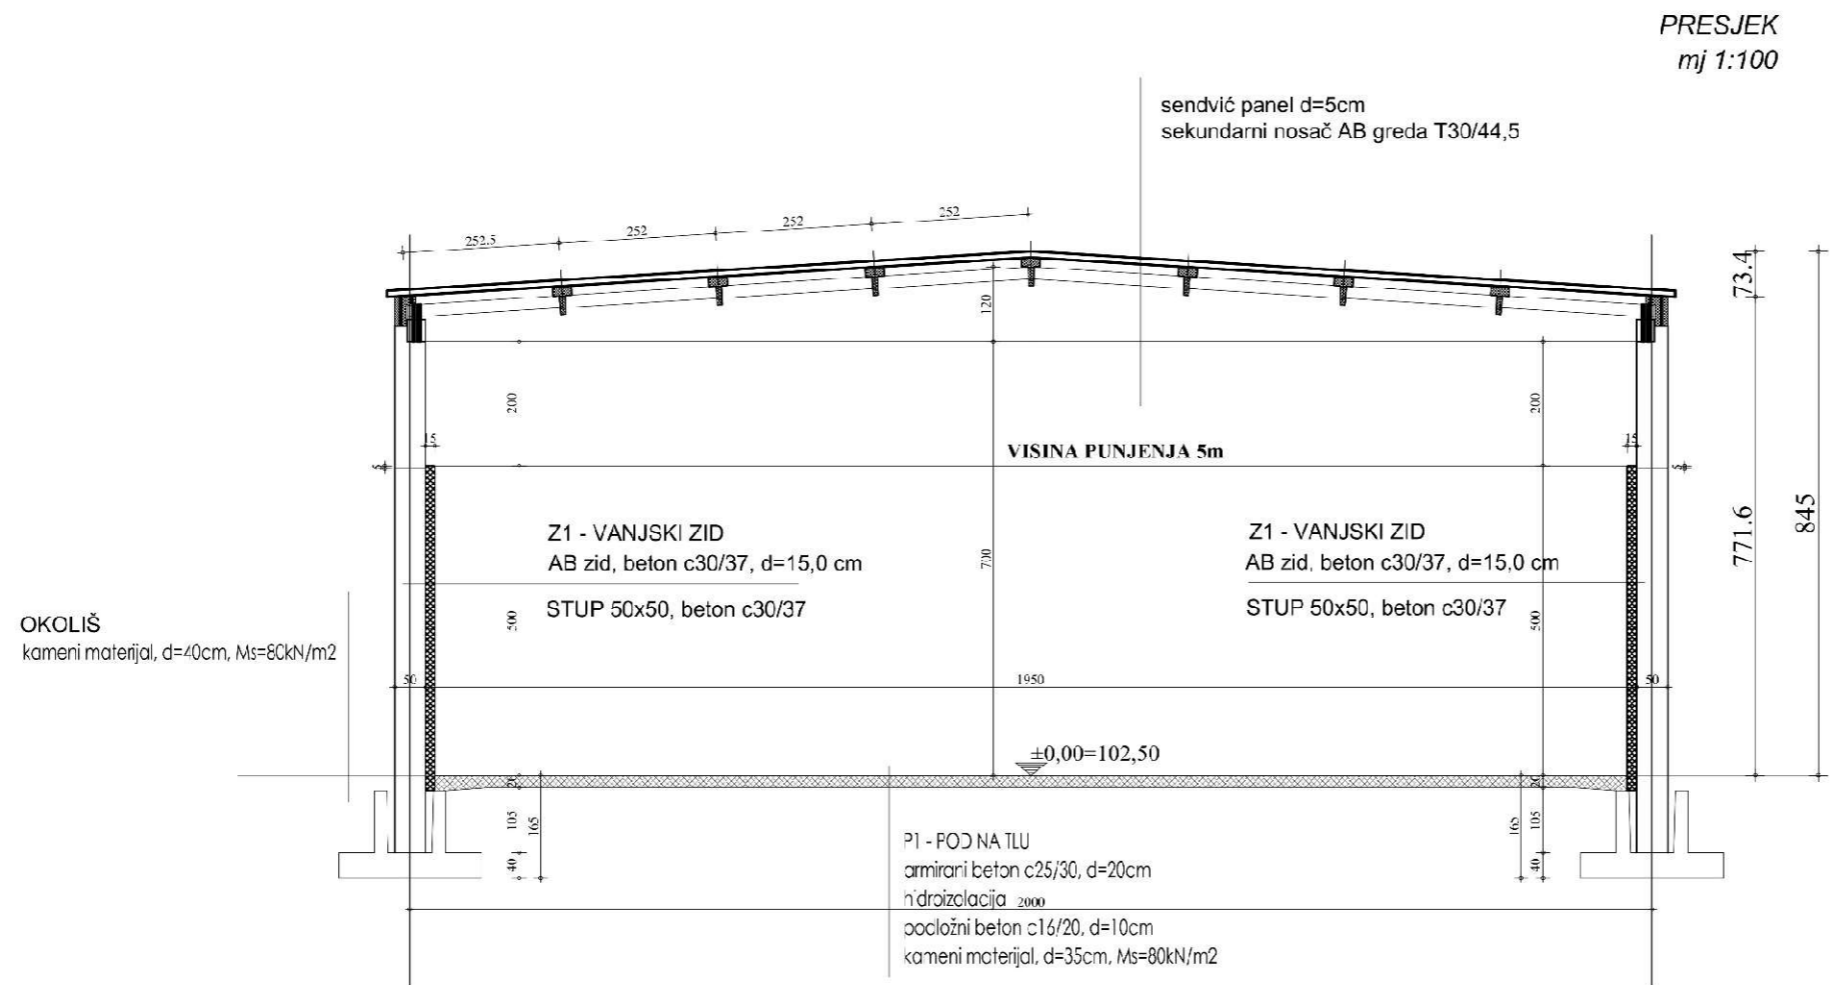 PRESJEK
mj 1:100
sendvić panel d=5cm
sekundarni nosač AB greda T30/44,5
252.5
252
252
252
73.4
120
200
200
15
VISINA PUNJENJA 5m
15
5
5
845
771.6
Z1 - VANJSKI ZID
AB zid, beton c30/37, d=15,0 cm
STUP 50x50, beton c30/37
Z1 - VANJSKI ZID
AB zid, beton c30/37, d=15,0 cm
STUP 50x50, beton c30/37
700
500
500
OKOLIŠ
kameni materijal, d=40cm, Ms=80kN/m2
50
1950
50
±0,00=102,50
20
20
105
165
165
105
40
40
P1 - POD NA TLU
armirani beton c25/30, d=20cm
hidroizolacija
2000
podložni beton c16/20, d=10cm
kameni materijal, d=35cm, Ms=80kN/m2